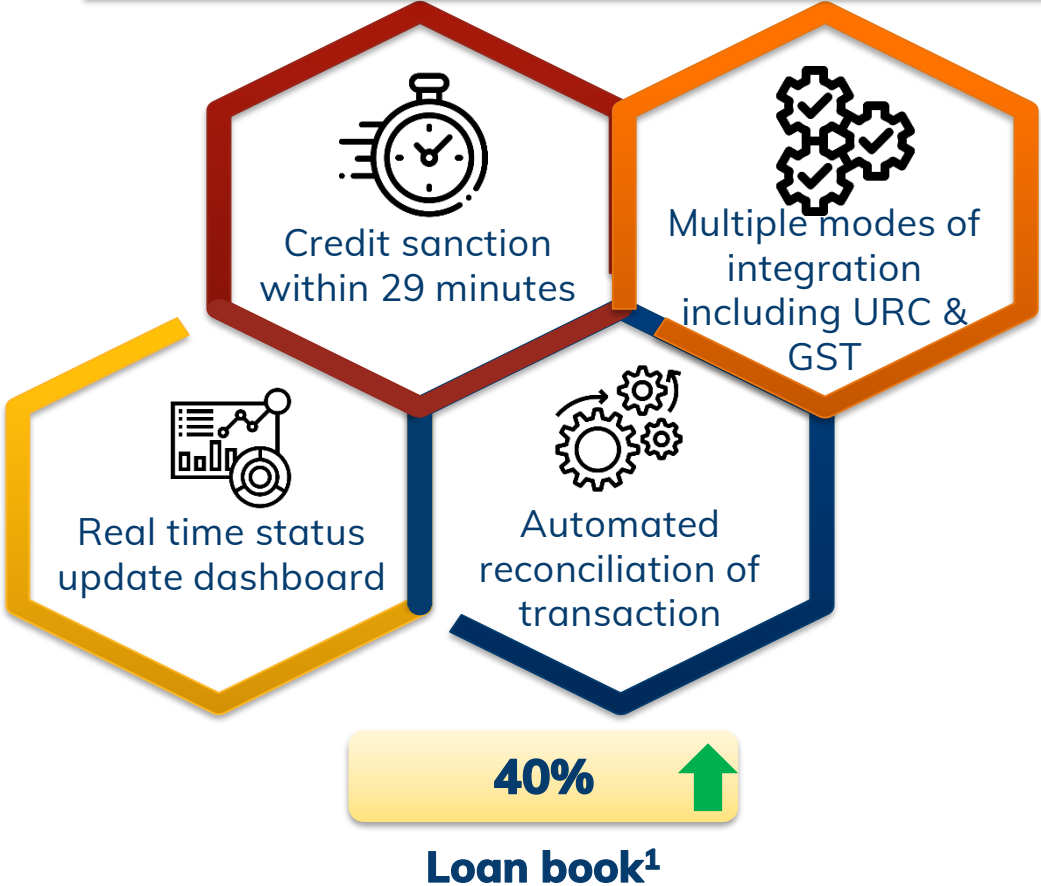 Credit sanction
within 29 minutes
Multiple modes of
integration
including URC &
GST
Real time status
update dashboard
Automated
reconciliation of
transaction
40%
Loan book¹